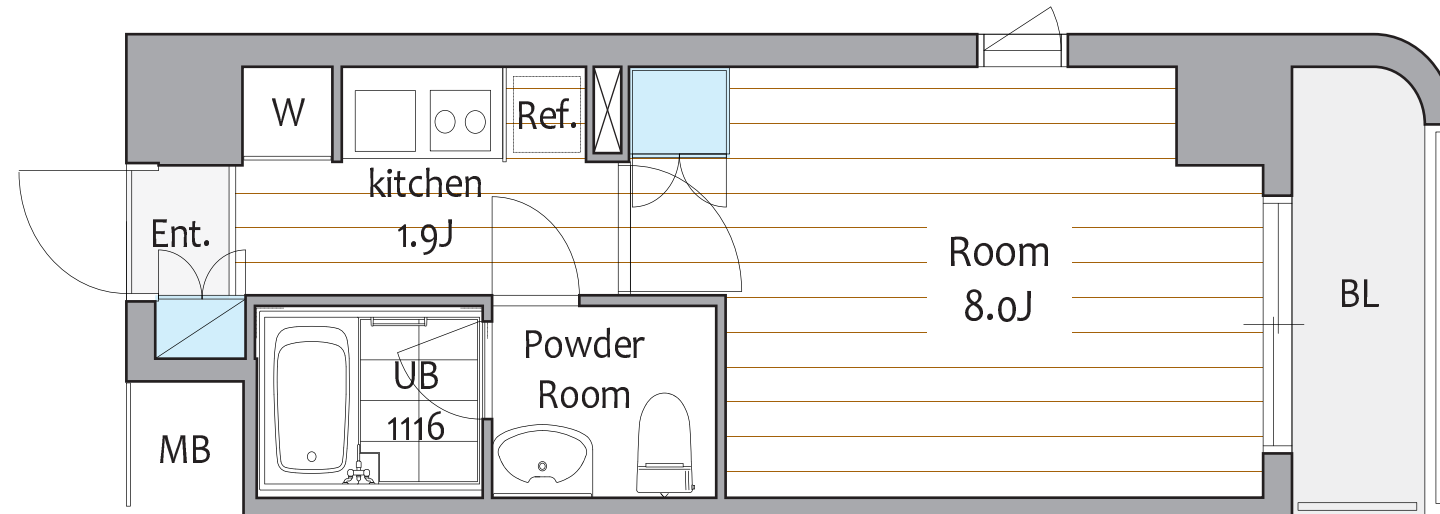 W
Ref.
kitchen
1.9J
Ent.
Room
8.0J
BL
Powder
Room
UB
1116
MB